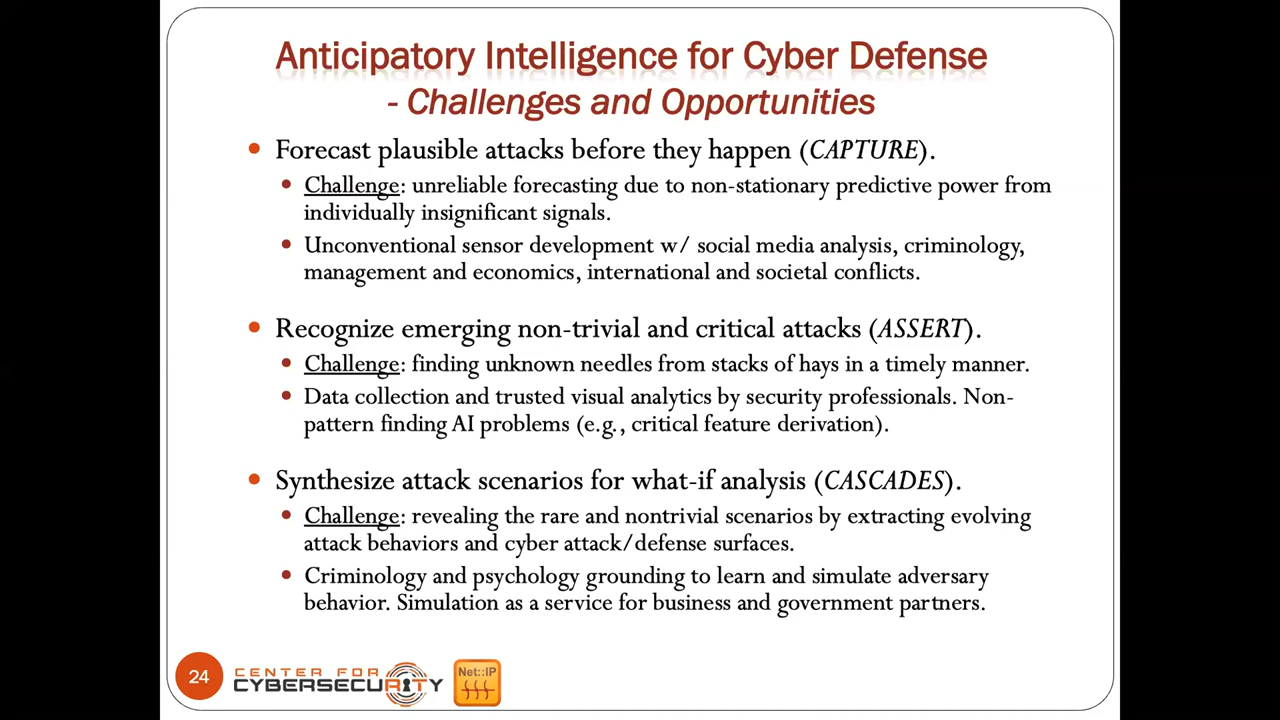 Anticipatory Intelligence for Cyber Defense
- Challenges and Opportunities
• Forecast plausible attacks before they happen (CAPTURE).
• Challenge: unreliable forecasting due to non-stationary predictive power from
individually insignificant signals.
• Unconventional sensor development w/ social media analysis, criminology,
management and economics, international and societal conflicts.
• Recognize emerging non-trivial and critical attacks (ASSERT).
• Challenge: finding unknown needles from stacks of hays in a timely manner.
• Data collection and trusted visual analytics by security professionals. Non-
pattern finding AI problems (e.g., critical feature derivation).
• Synthesize attack scenarios for what-if analysis (CASCADES).
• Challenge: revealing the rare and nontrivial scenarios by extracting evolving
attack behaviors and cyber attack/defense surfaces.
• Criminology and psychology grounding to learn and simulate adversary
behavior. Simulation as a service for business and government partners.
24
CENTER FOR
CYBERSECURITY
Net::IP